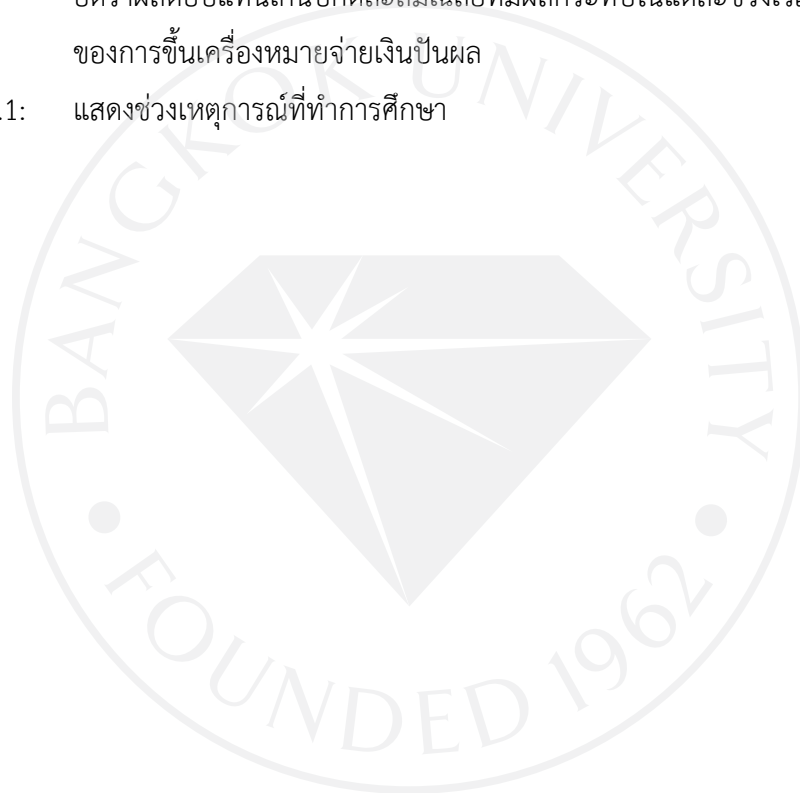 ของการขึ้นเครื่องหมายจ่ายเงินปันผล
.1: แสดงช่วงเหตุการณ์ที่ทำการศึกษา
BANGKOK UNIVERSITY
FOUNDED 1962